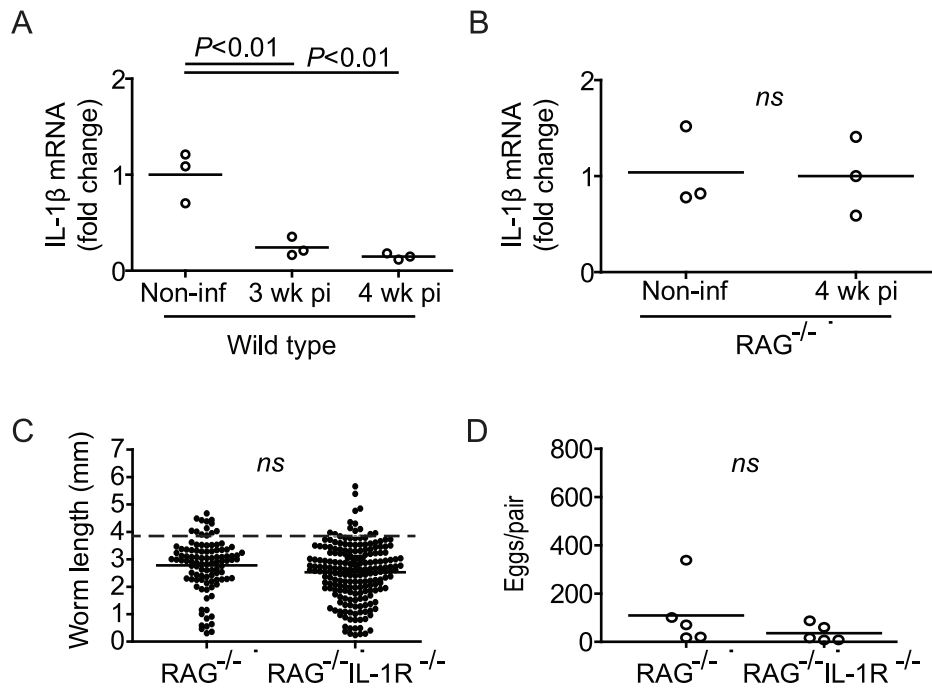 A
P<0.01
P<0.01
IL-1β mRNA
(fold change)
2
1
0
Non-inf 3 wk pi 4 wk pi
Wild type
B
ns
IL-1β mRNA
(fold change)
2
1
0
Non-inf 4 wk pi
RAG-/-
C
ns
Worm length (mm)
7
6
5
4
3
2
1
0
RAG-/- RAG-/-IL-1R-/-
D
ns
Eggs/pair
800
600
400
200
0
RAG-/- RAG-/-IL-1R-/-